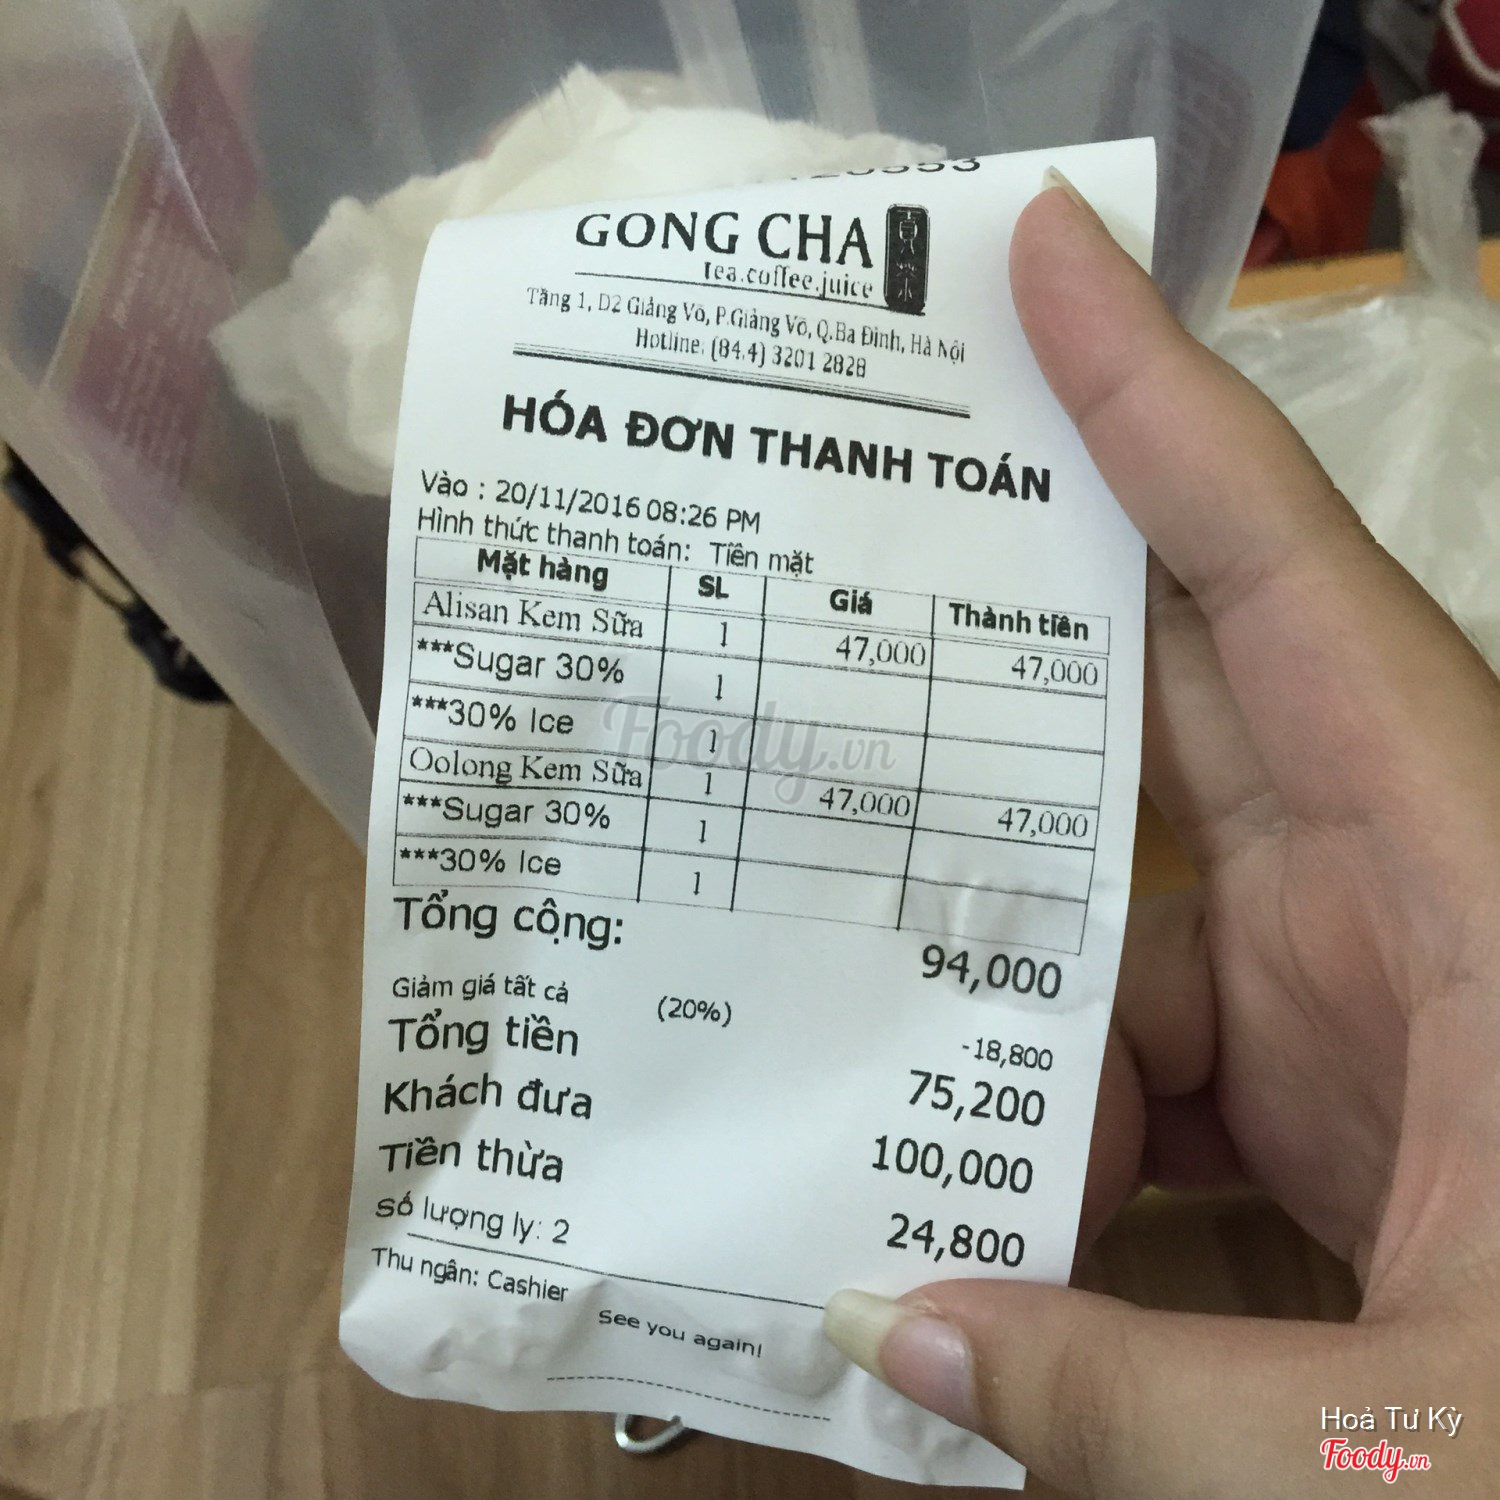 GONG CHA 貢茶
tea.coffee.juice
Tầng 1, D2 Giảng Võ, P.Giảng Võ, Q.Ba Đình, Hà Nội
Hotline: (84.4) 3201 2828
HÓA ĐƠN THANH TOÁN
Vào : 20/11/2016 08:26 PM
Hình thức thanh toán: Tiền mặt
Mặt hàng SL Giá Thành tiền
Alisan Kem Sữa 1 47,000 47,000
***Sugar 30% 1
***30% Ice 1
Oolong Kem Sữa 1 47,000 47,000
***Sugar 30% 1
***30% Ice 1
Tổng cộng: 94,000
Giảm giá tất cả (20%) -18,800
Tổng tiền 75,200
Khách đưa 100,000
Tiền thừa 24,800
Số lượng ly: 2
Thu ngân: Cashier
See you again!
Foody.vn
Hoả Tư Kỳ
Foody.vn